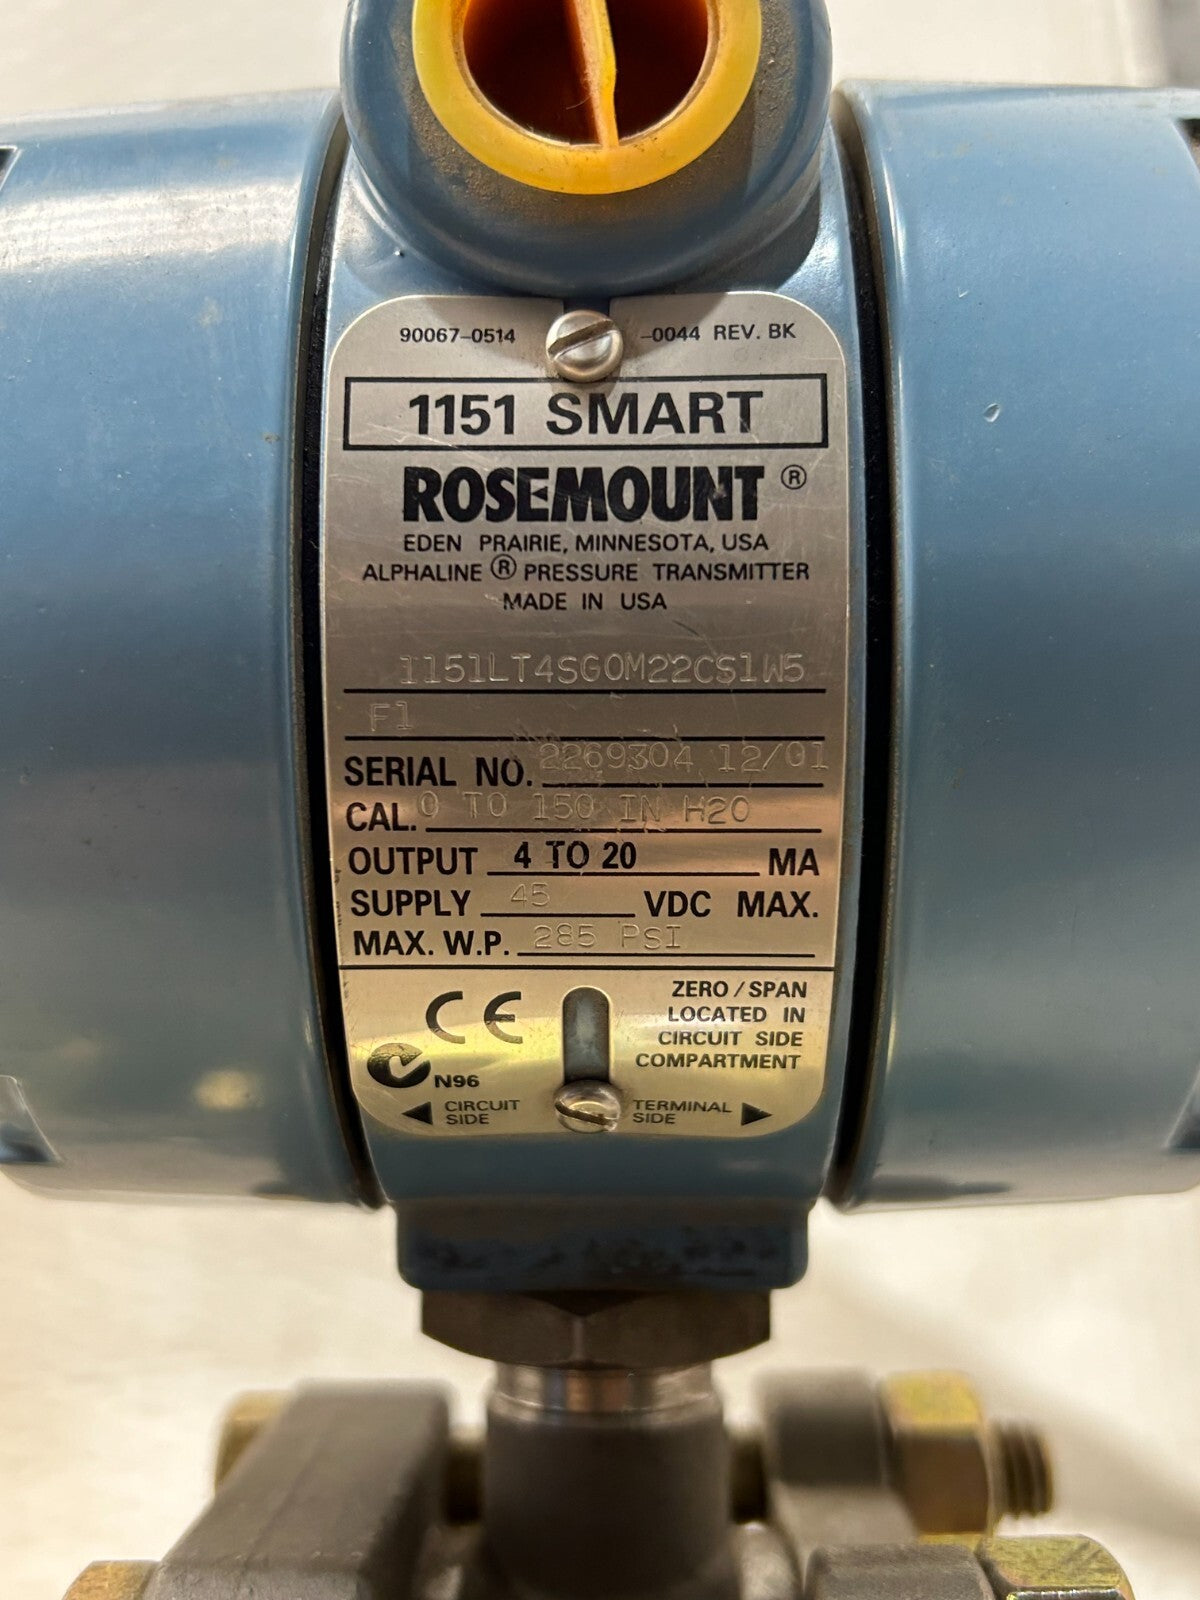 90067-0514 -0044 REV. BK
1151 SMART
ROSEMOUNT ®
EDEN PRAIRIE, MINNESOTA, USA
ALPHALINE ® PRESSURE TRANSMITTER
MADE IN USA
1151LT4SG0M22CS1W5
F1
SERIAL NO. 2269304 12/01
CAL. 0 TO 150 IN H2O
OUTPUT 4 TO 20 MA
SUPPLY 45 VDC MAX.
MAX. W.P. 285 PSI
CE
N96
ZERO / SPAN
LOCATED IN
CIRCUIT SIDE
COMPARTMENT
◀ CIRCUIT
SIDE
TERMINAL ▶
SIDE